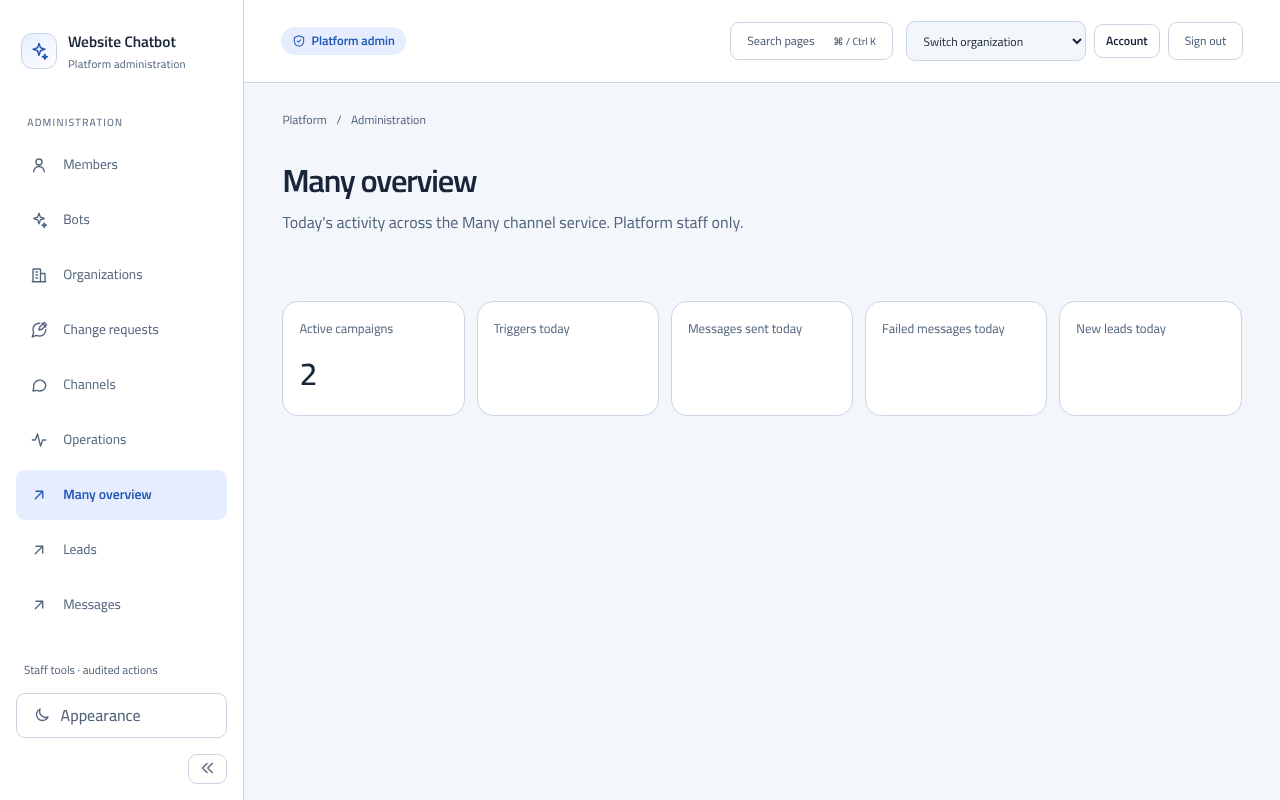 Website Chatbot
Platform administration
ADMINISTRATION
Members
Bots
Organizations
Change requests
Channels
Operations
Many overview
Leads
Messages
Staff tools · audited actions
Appearance
Platform admin
Search pages ⌘ / Ctrl K
Switch organization
Account
Sign out
Platform / Administration
Many overview
Today's activity across the Many channel service. Platform staff only.
Active campaigns
2
Triggers today
Messages sent today
Failed messages today
New leads today